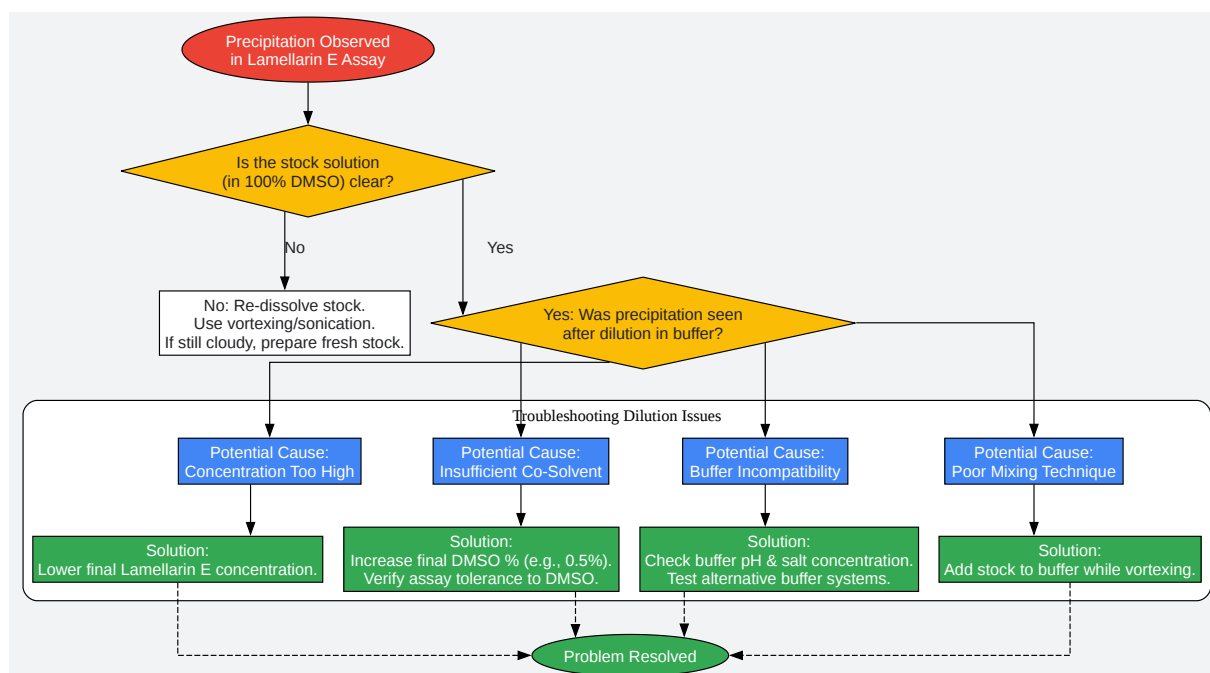 Precipitation Observed
in Lamellarin E Assay
Is the stock solution
(in 100% DMSO) clear?
No
Yes
No: Re-dissolve stock.
Use vortexing/sonication.
If still cloudy, prepare fresh stock.
Yes: Was precipitation seen
after dilution in buffer?
Troubleshooting Dilution Issues
Potential Cause:
Concentration Too High
Potential Cause:
Insufficient Co-Solvent
Potential Cause:
Buffer Incompatibility
Potential Cause:
Poor Mixing Technique
Solution:
Lower final Lamellarin E concentration.
Solution:
Increase final DMSO % (e.g., 0.5%).
Verify assay tolerance to DMSO.
Solution:
Check buffer pH & salt concentration.
Test alternative buffer systems.
Solution:
Add stock to buffer while vortexing.
Problem Resolved